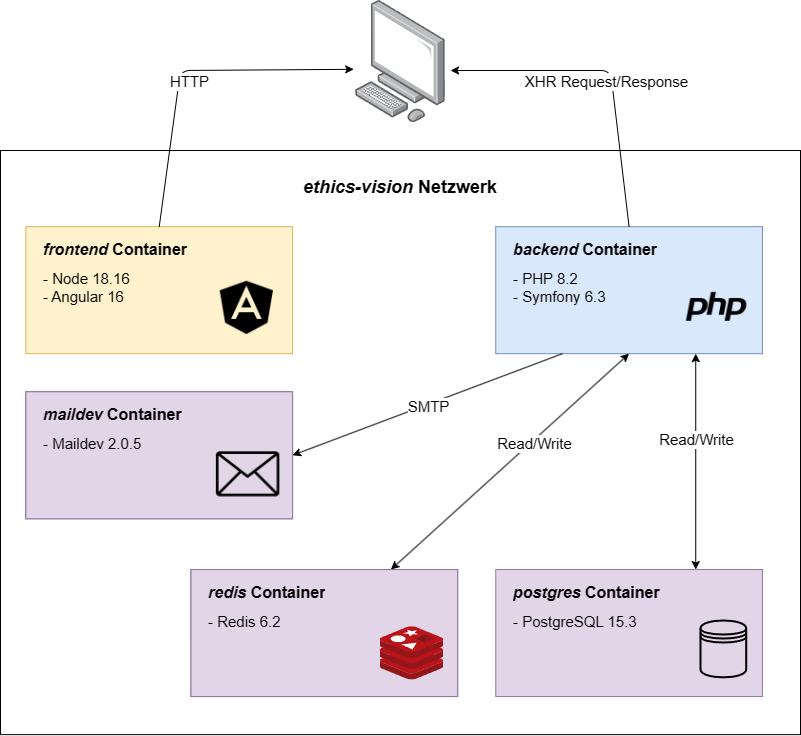 HTTP
XHR Request/Response
ethics-vision Netzwerk
frontend Container
- Node 18.16
- Angular 16
A
backend Container
- PHP 8.2
- Symfony 6.3
php
maildev Container
- Maildev 2.0.5
SMTP
Read/Write
Read/Write
redis Container
- Redis 6.2
postgres Container
- PostgreSQL 15.3